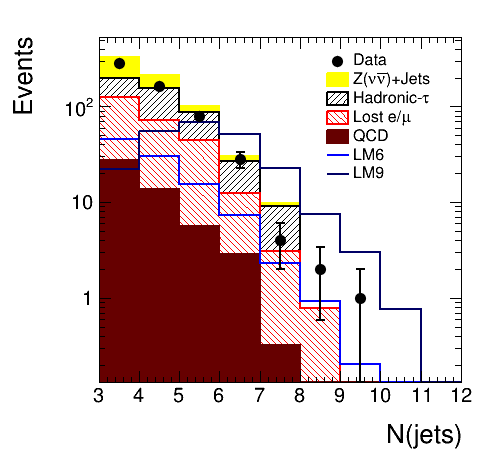 Events
10²
10
1
Data
Z(νν̅)+Jets
Hadronic-τ
Lost e/μ
QCD
LM6
LM9
3 4 5 6 7 8 9 10 11 12
N(jets)